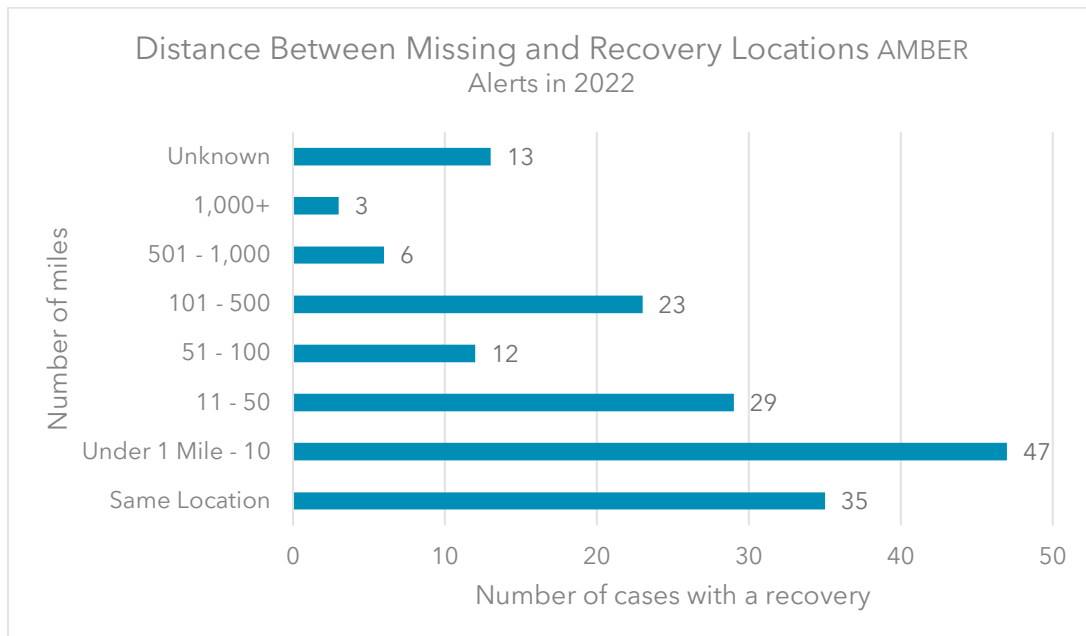 Distance Between Missing and Recovery Locations AMBER
Alerts in 2022
Number of miles
Unknown
13
1,000+
3
501 - 1,000
6
101 - 500
23
51 - 100
12
11 - 50
29
Under 1 Mile - 10
47
Same Location
35
0 10 20 30 40 50
Number of cases with a recovery